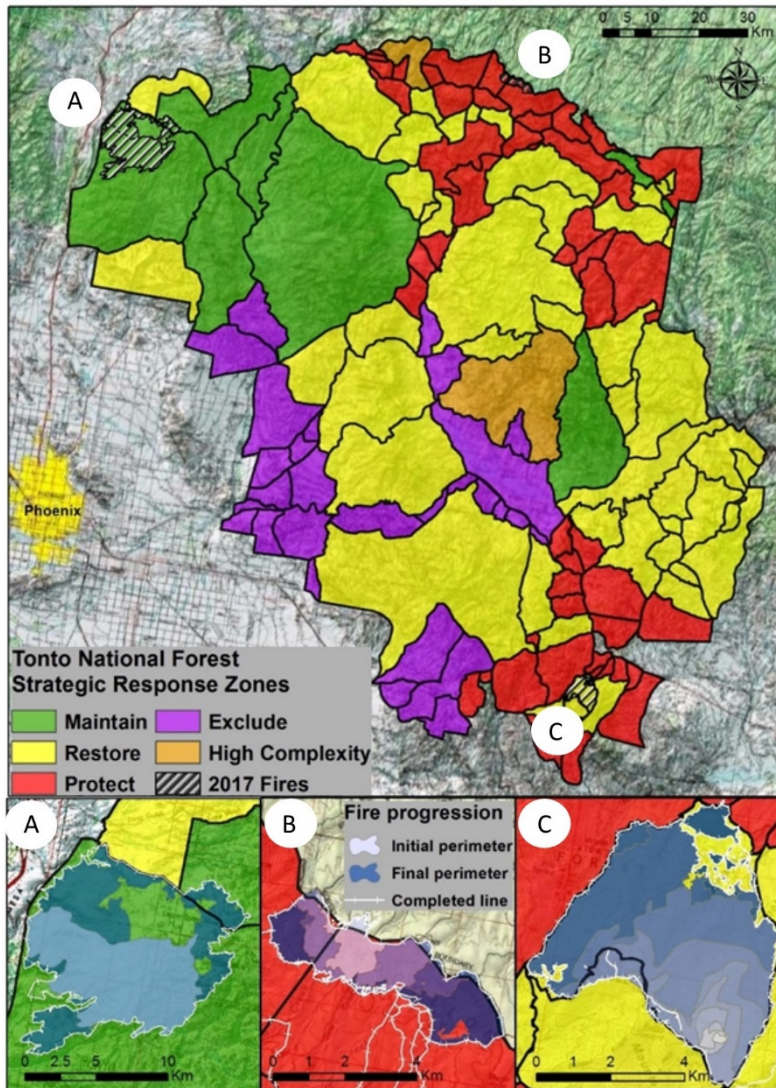 0 5 10 20 30
Km
A
B
N
W E
S
Phoenix
C
Tonto National Forest
Strategic Response Zones
Maintain
Exclude
Restore
High Complexity
Protect
2017 Fires
A
B
Fire progression
Initial perimeter
Final perimeter
Completed line
C
BOUNDARY
0 2.5 5 10
Km
0 2 4
Km
0 2 4
Km